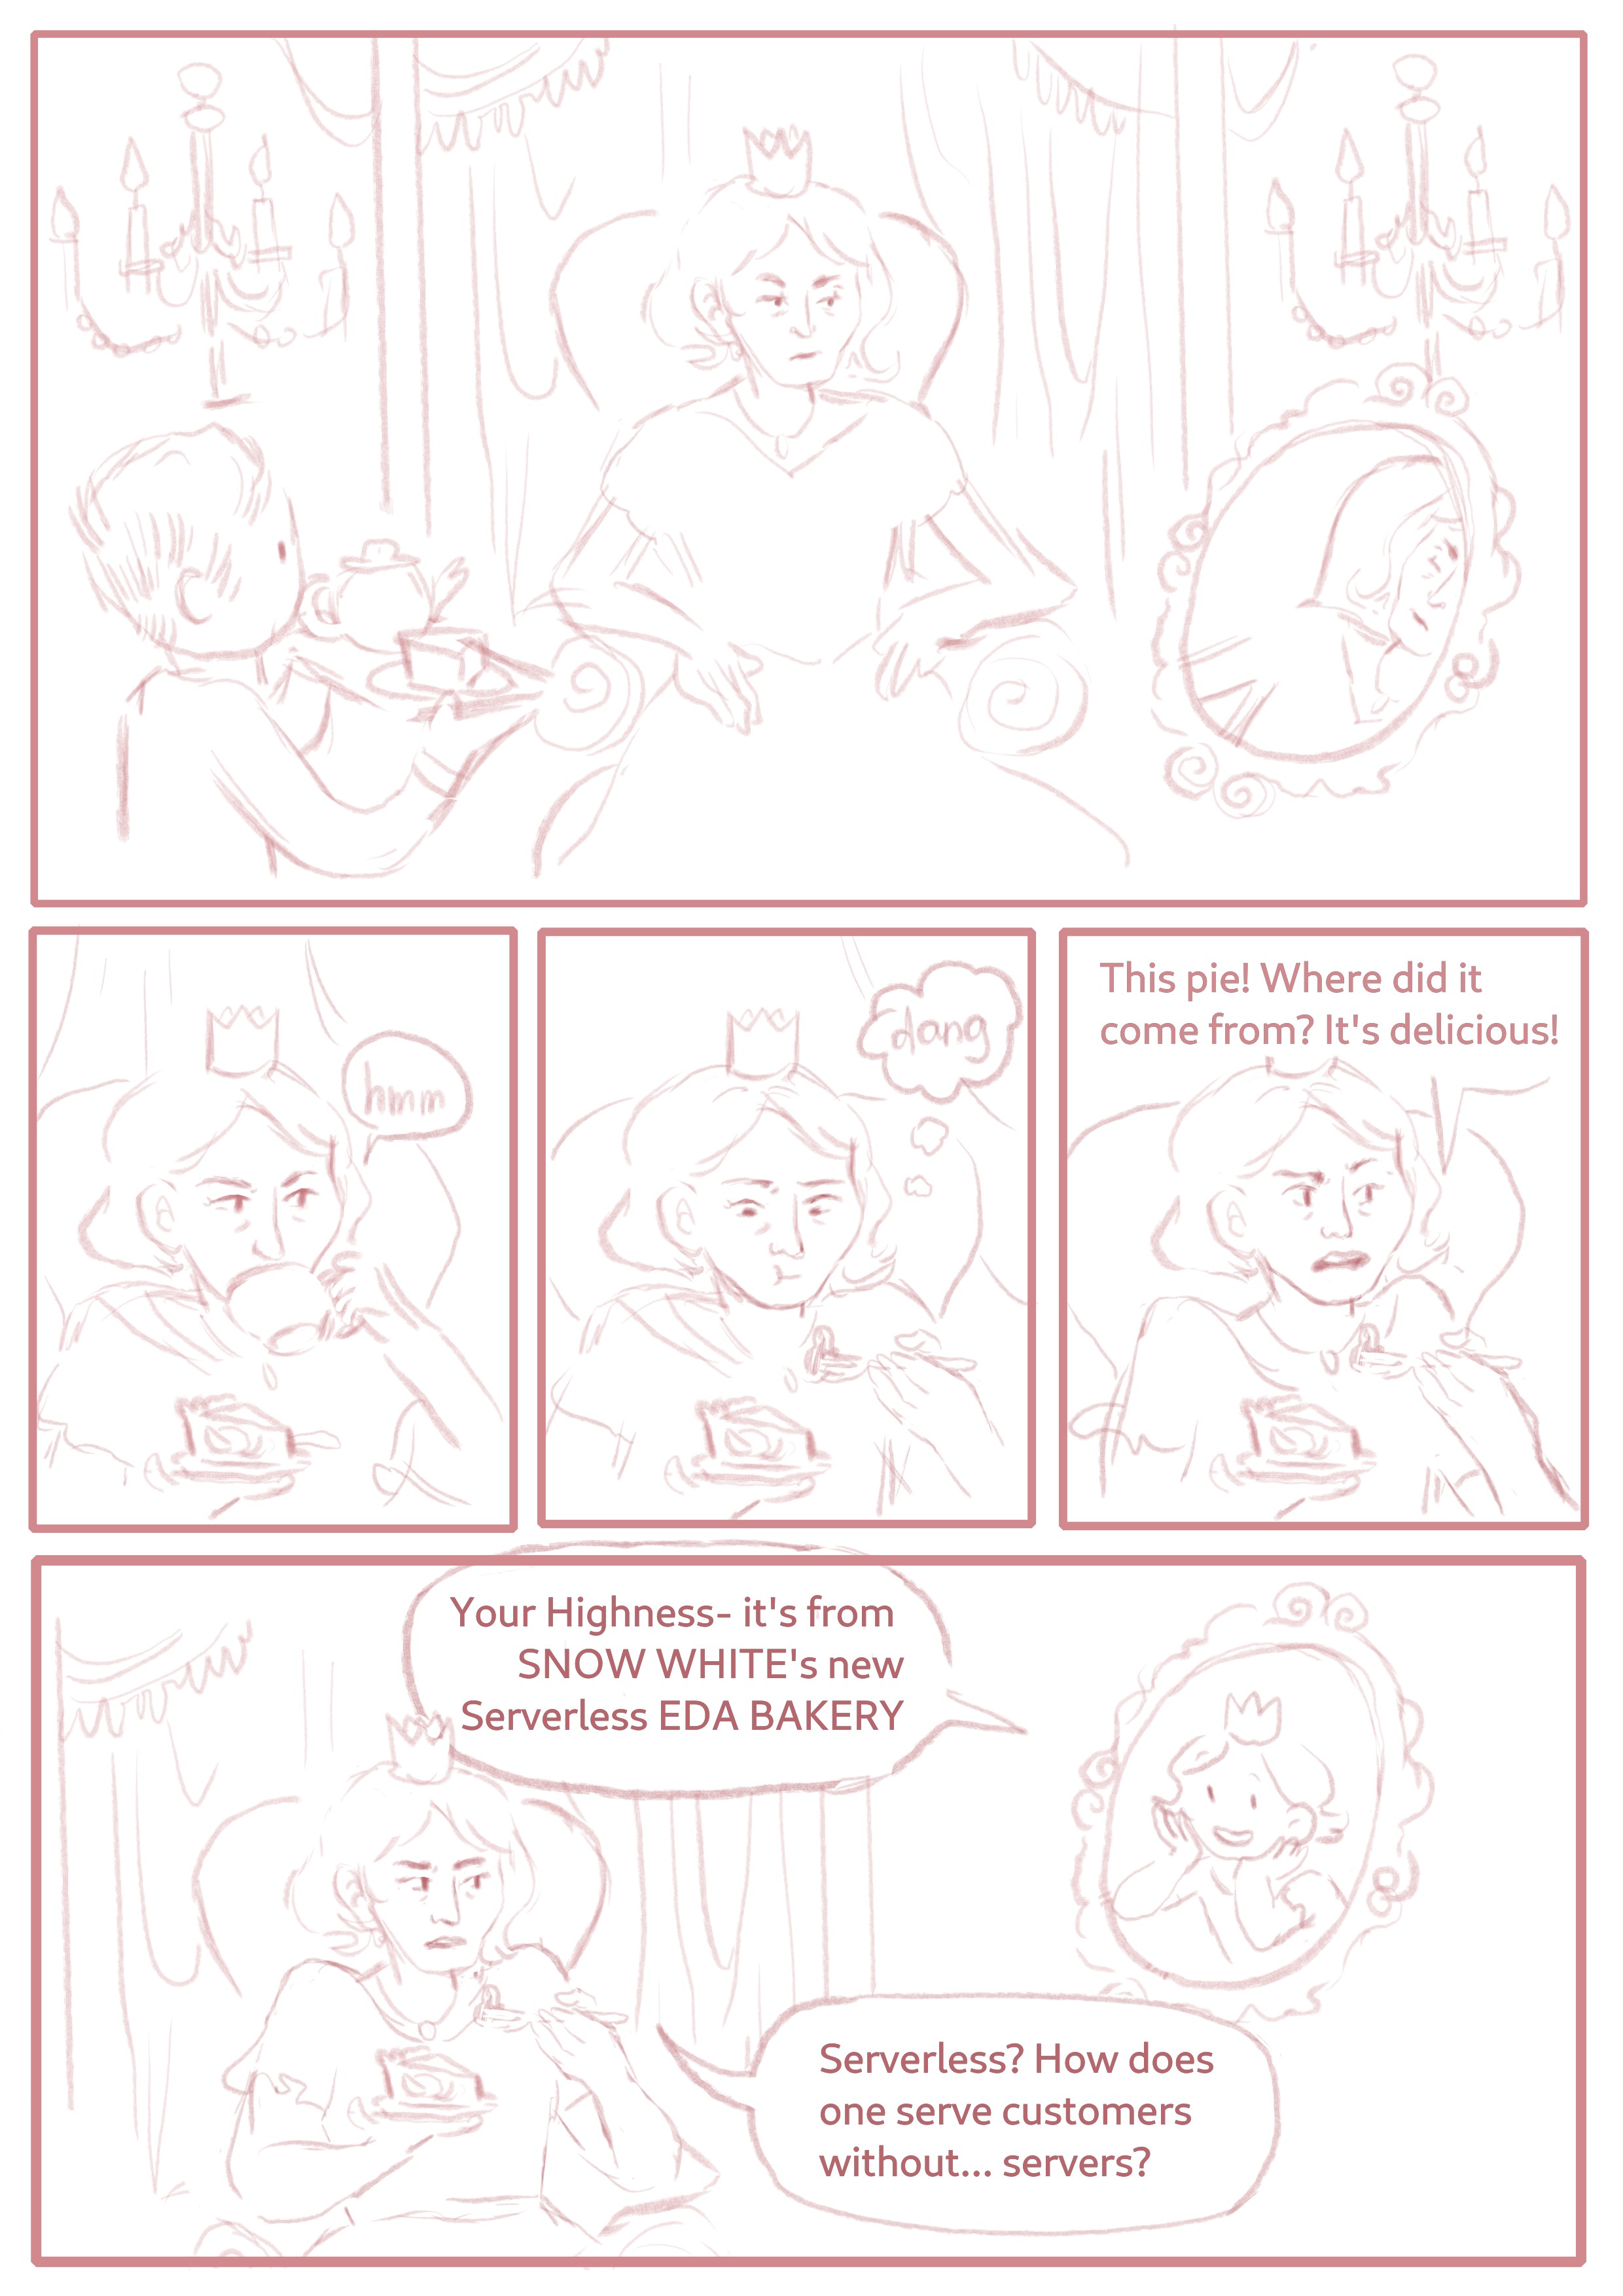 hmm
dang
This pie! Where did it
come from? It's delicious!
Your Highness- it's from
SNOW WHITE's new
Serverless EDA BAKERY
Serverless? How does
one serve customers
without... servers?